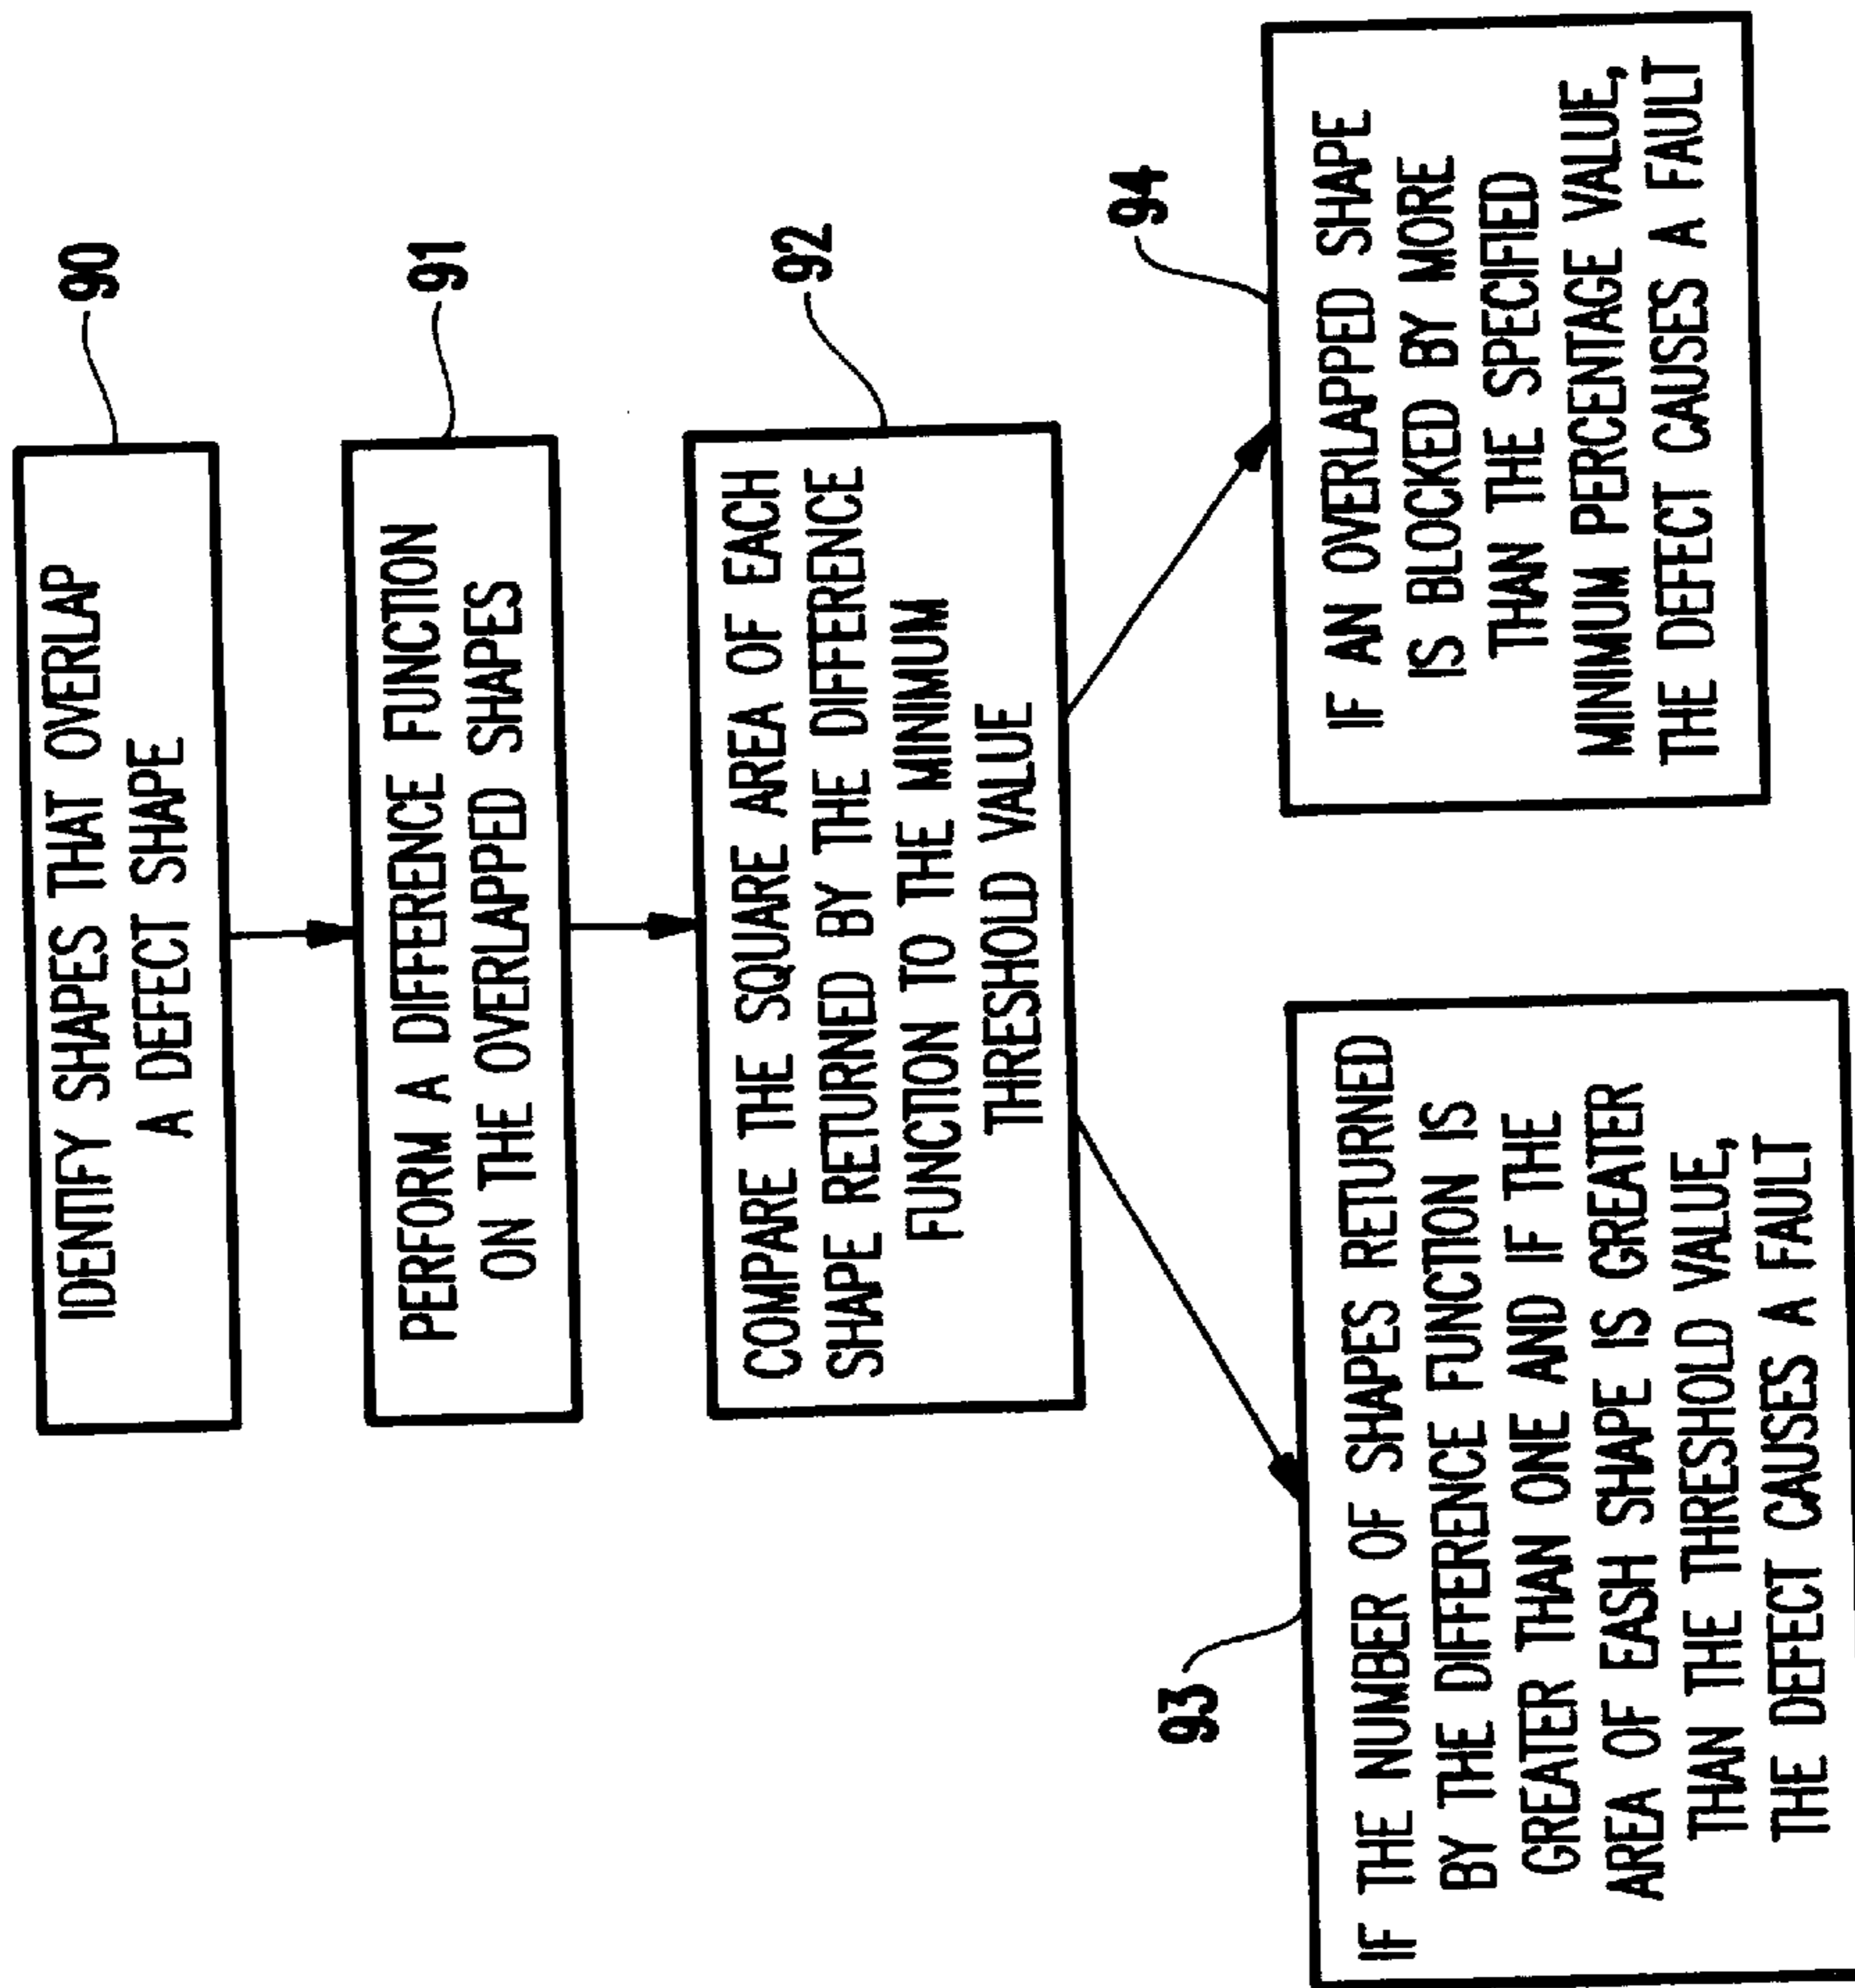 IDENTIFY SHAPES THAT OVERLAP
A DEFECT SHAPE
90
PERFORM A DIFFERENCE FUNCTION
ON THE OVERLAPPED SHAPES
91
COMPARE THE SQUARE AREA OF EACH
SHAPE RETURNED BY THE DIFFERENCE
FUNCTION TO THE MINIMUM
THRESHOLD VALUE
92
93
IF THE NUMBER OF SHAPES RETURNED
BY THE DIFFERENCE FUNCTION IS
GREATER THAN ONE AND IF THE
AREA OF EASH SHAPE IS GREATER
THAN THE THRESHOLD VALUE,
THE DEFECT CAUSES A FAULT
94
IF AN OVERLAPPED SHAPE
IS BLOCKED BY MORE
THAN THE SPECIFIED
MINIMUM PERCENTAGE VALUE,
THE DEFECT CAUSES A FAULT